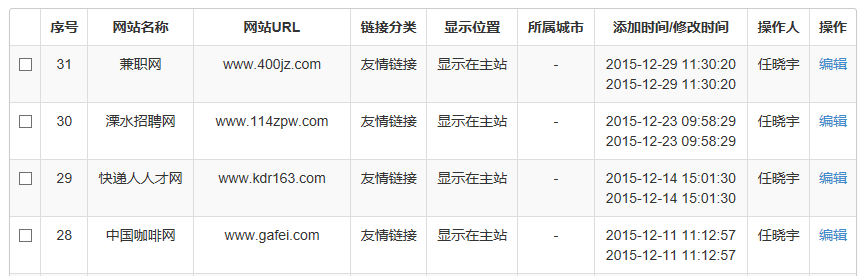 序号 网站名称 网站URL 链接分类 显示位置 所属城市 添加时间/修改时间 操作人 操作
31 兼职网 www.400jz.com 友情链接 显示在主站 - 2015-12-29 11:30:20 任晓宇 编辑
2015-12-29 11:30:20
30 溧水招聘网 www.114zpw.com 友情链接 显示在主站 - 2015-12-23 09:58:29 任晓宇 编辑
2015-12-23 09:58:29
29 快递人人才网 www.kdr163.com 友情链接 显示在主站 - 2015-12-14 15:01:30 任晓宇 编辑
2015-12-14 15:01:30
28 中国咖啡网 www.gafei.com 友情链接 显示在主站 - 2015-12-11 11:12:57 任晓宇 编辑
2015-12-11 11:12:57